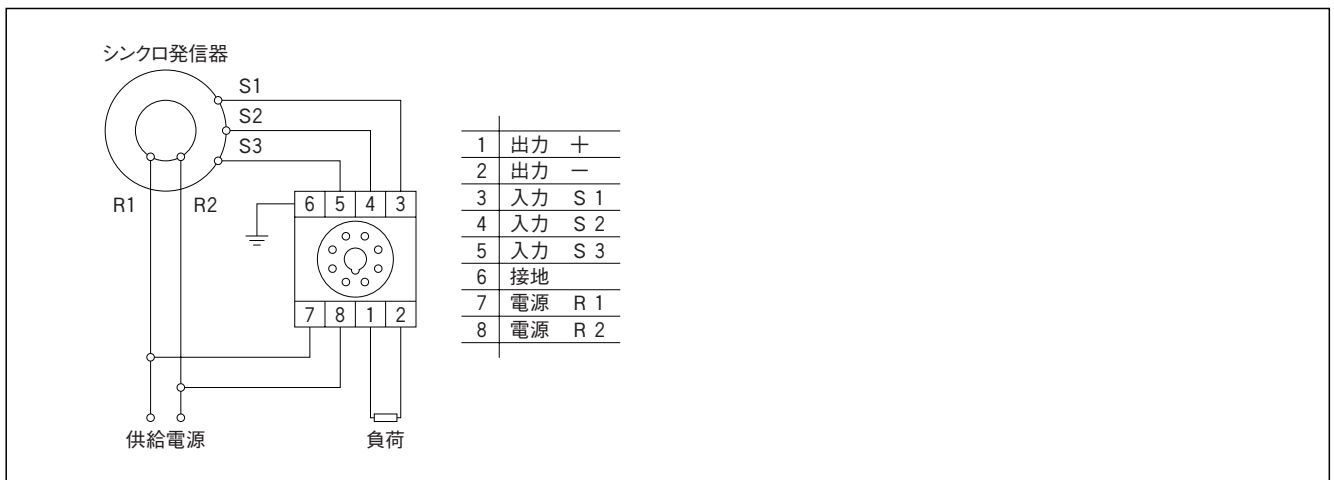 シンクロ発信器
S1
S2
S3
R1 R2
6 5 4 3
7 8 1 2
供給電源 負荷
1 出力 ＋
2 出力 −
3 入力 S 1
4 入力 S 2
5 入力 S 3
6 接地
7 電源 R 1
8 電源 R 2